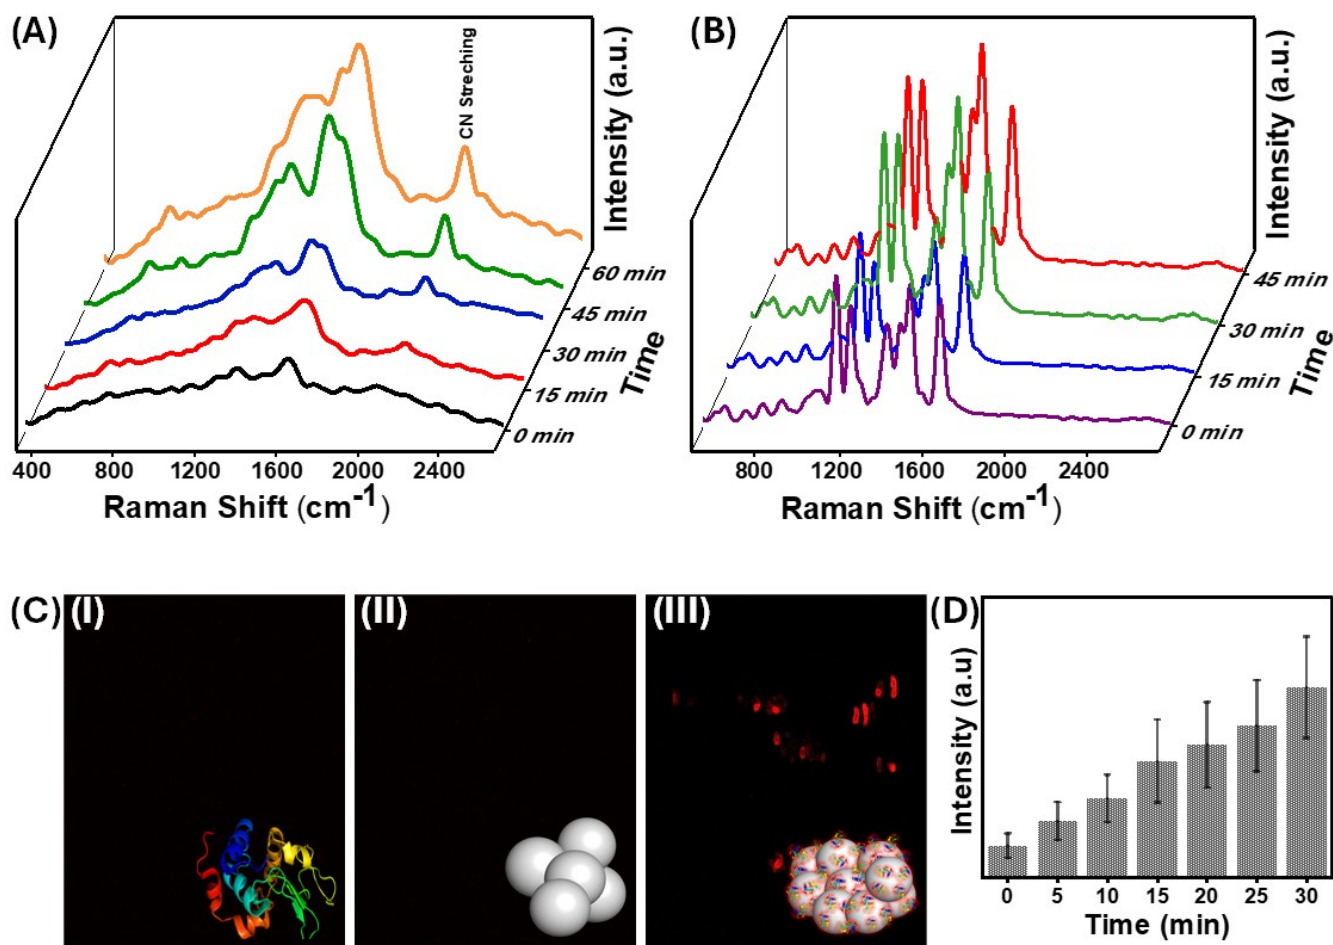 (A)
CN Streching
Intensity (a.u.)
60 min
45 min
30 min
15 min
0 min
Time
400 800 1200 1600 2000 2400
Raman Shift (cm-1)
(B)
Intensity (a.u.)
45 min
30 min
15 min
0 min
Time
800 1200 1600 2000 2400
Raman Shift (cm-1)
(C)
(I)
(II)
(III)
(D)
Intensity (a.u)
0 5 10 15 20 25 30
Time (min)